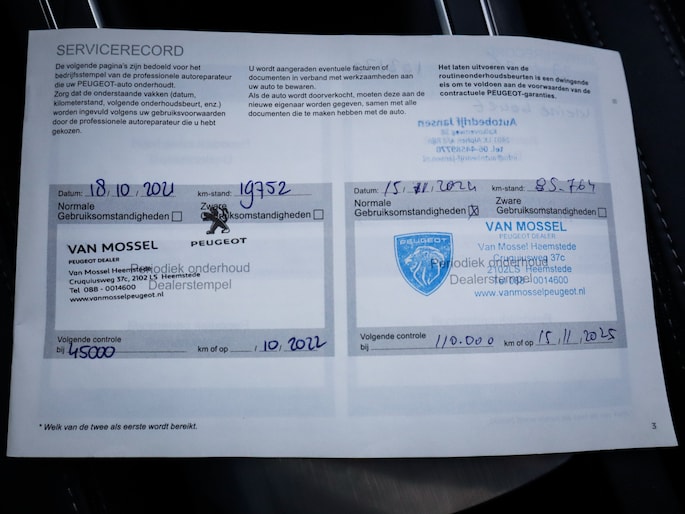 SERVICERECORD
De volgende pagina's zijn bedoeld voor het
bedrijfsstempel van de professionele autoreparateur
die uw PEUGEOT-auto onderhoudt.
Zorg dat de onderstaande vakken (datum,
kilometerstand, volgende onderhoudsbeurt, enz.)
worden ingevuld volgens uw gebruiksvoorwaarden
door de professionele autoreparateur die u hebt
gekozen.
U wordt aangeraden eventuele facturen of
documenten in verband met werkzaamheden aan
uw auto te bewaren.
Als de auto wordt doorverkocht, moeten deze aan de
nieuwe eigenaar worden gegeven, samen met alle
documenten die te maken hebben met de auto.
Het laten uitvoeren van de
routineonderhoudsbeurten is een dwingende
eis om te voldoen aan de voorwaarden van de
contractuele PEUGEOT-garanties.
Autobedrijf Jansen
Datum: 18.10.2021 km-stand: 19752
Normale
Gebruiksomstandigheden
Zware
Gebruiksomstandigheden
PEUGEOT
VAN MOSSEL
PEUGEOT DEALER
Van Mossel Heemstede
Cruquiusweg 37c, 2102 LS Heemstede
Tel. 088 - 0014600
www.vanmosselpeugeot.nl
Periodiek onderhoud
Dealerstempel
Volgende controle
bij 45000 km of op , 10, 2022
Datum: 15, 11, 2024 km-stand: 85.764
Normale
Gebruiksomstandigheden
Zware
Gebruiksomstandigheden
PEUGEOT
VAN MOSSEL
PEUGEOT DEALER
Van Mossel Heemstede
Cruquiusweg 37c
2102LS Heemstede
Tel 088 - 0014600
www.vanmosselpeugeot.nl
Periodiek onderhoud
Dealerstempel
Volgende controle
bij 110.000 km of op 15, 11, 2025
* Welk van de twee als eerste wordt bereikt.
3